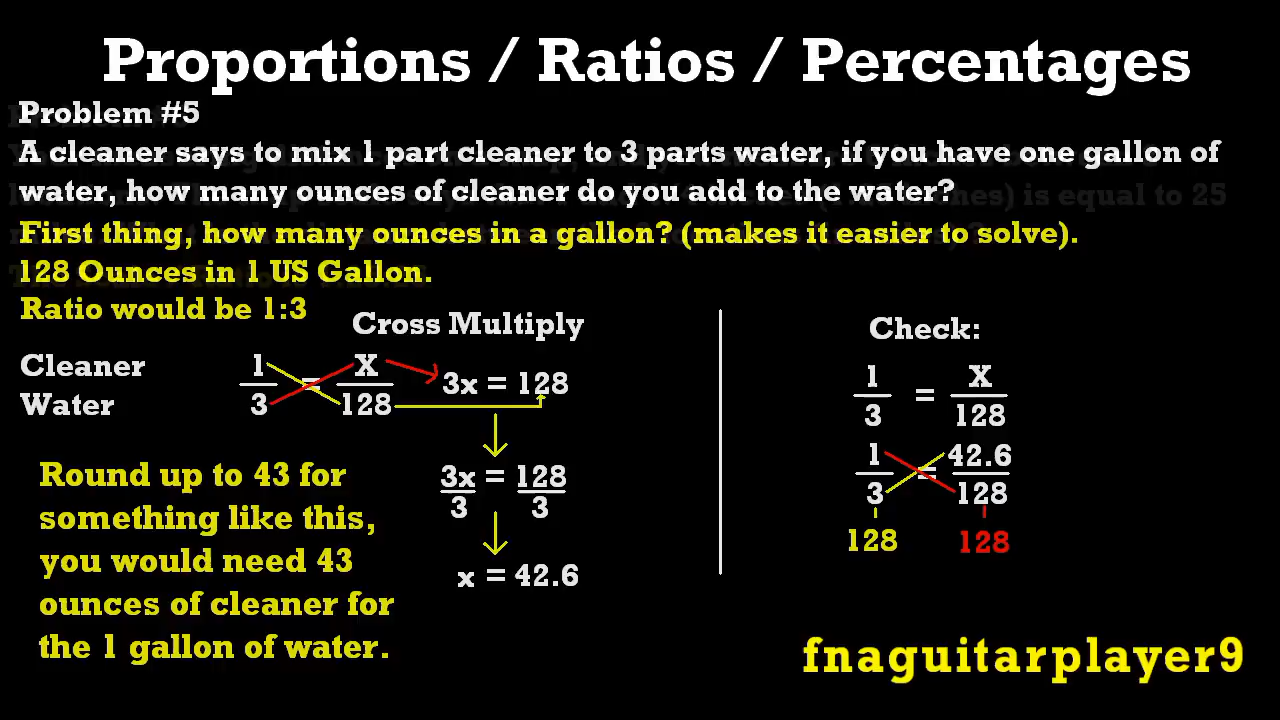 Proportions / Ratios / Percentages
Problem #5
A cleaner says to mix 1 part cleaner to 3 parts water, if you have one gallon of
water, how many ounces of cleaner do you add to the water?
First thing, how many ounces in a gallon? (makes it easier to solve).
128 Ounces in 1 US Gallon.
Ratio would be 1:3
Cross Multiply
Cleaner 1 = X
Water 3 128
3x = 128
3x = 128
3 3
x = 42.6
Round up to 43 for
something like this,
you would need 43
ounces of cleaner for
the 1 gallon of water.
Check:
1 = X
3 128
1 = 42.6
3 128
128 128
fnaguitarplayer9